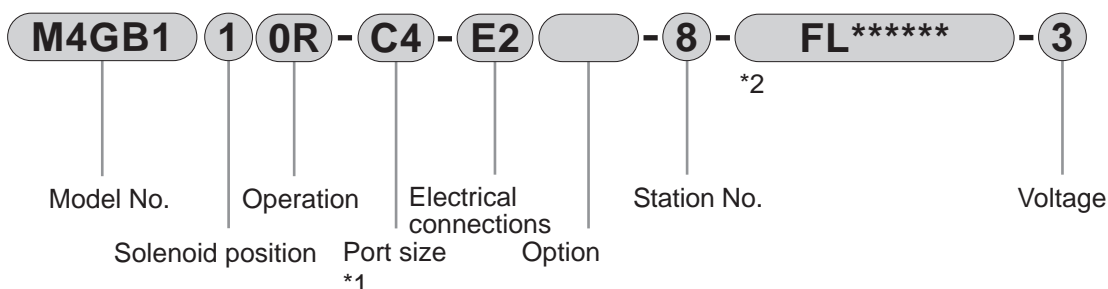 M4GB1 1 0R - C4 - E2 - 8 - FL****** - 3
*2
Model No. Operation Electrical connections Station No. Voltage
Solenoid position Port size Option
*1